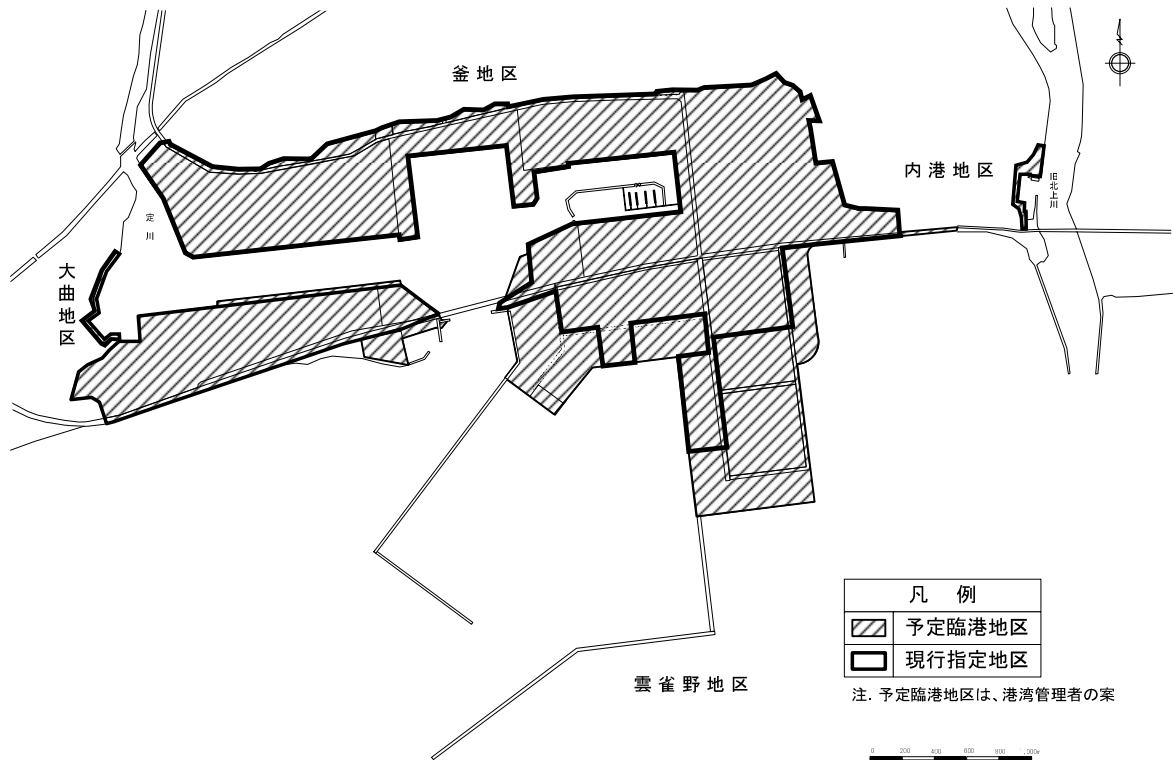 釜地区
内港地区
旧北上川
定川
大曲地区
雲雀野地区
凡 例
予定臨港地区
現行指定地区
注. 予定臨港地区は、港湾管理者の案
0 200 400 600 800 1,000m